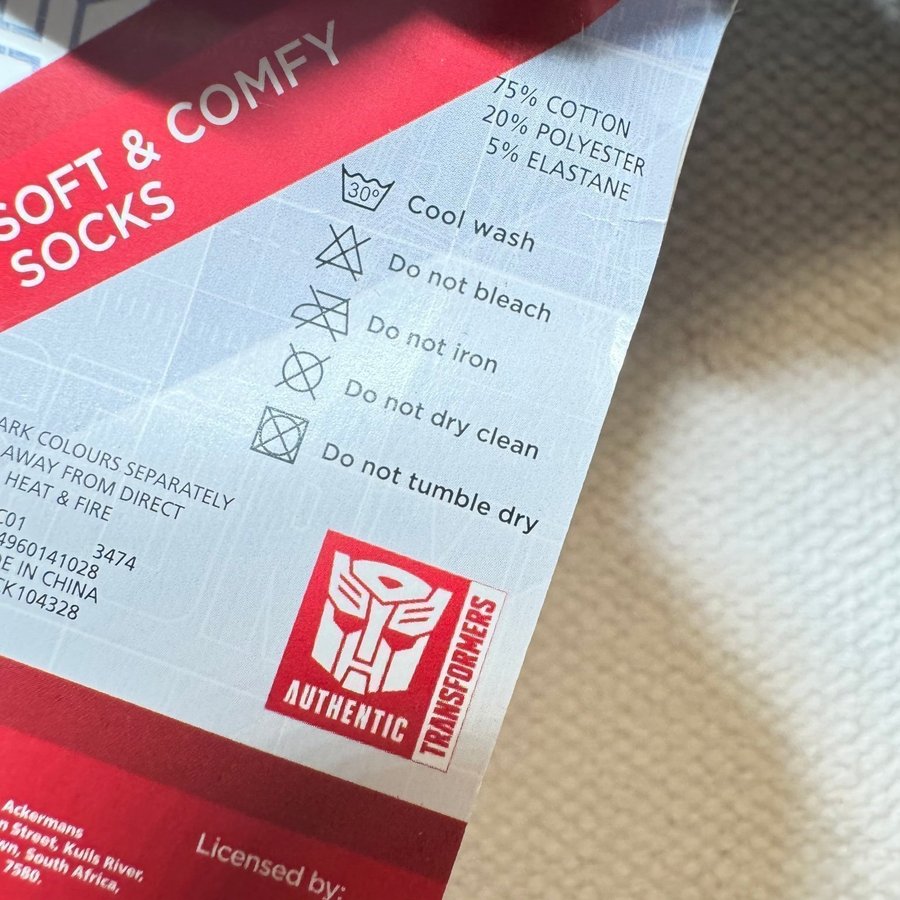 SOFT & COMFY
SOCKS
75% COTTON
20% POLYESTER
5% ELASTANE
30°
Cool wash
Do not bleach
Do not iron
Do not dry clean
Do not tumble dry
ARK COLOURS SEPARATELY
AWAY FROM DIRECT
HEAT & FIRE
C01
3474
4960141028
DE IN CHINA
CK104328
AUTHENTIC
TRANSFORMERS
Ackermans
n Street, Kuils River,
wn, South Africa,
7580.
Licensed by: